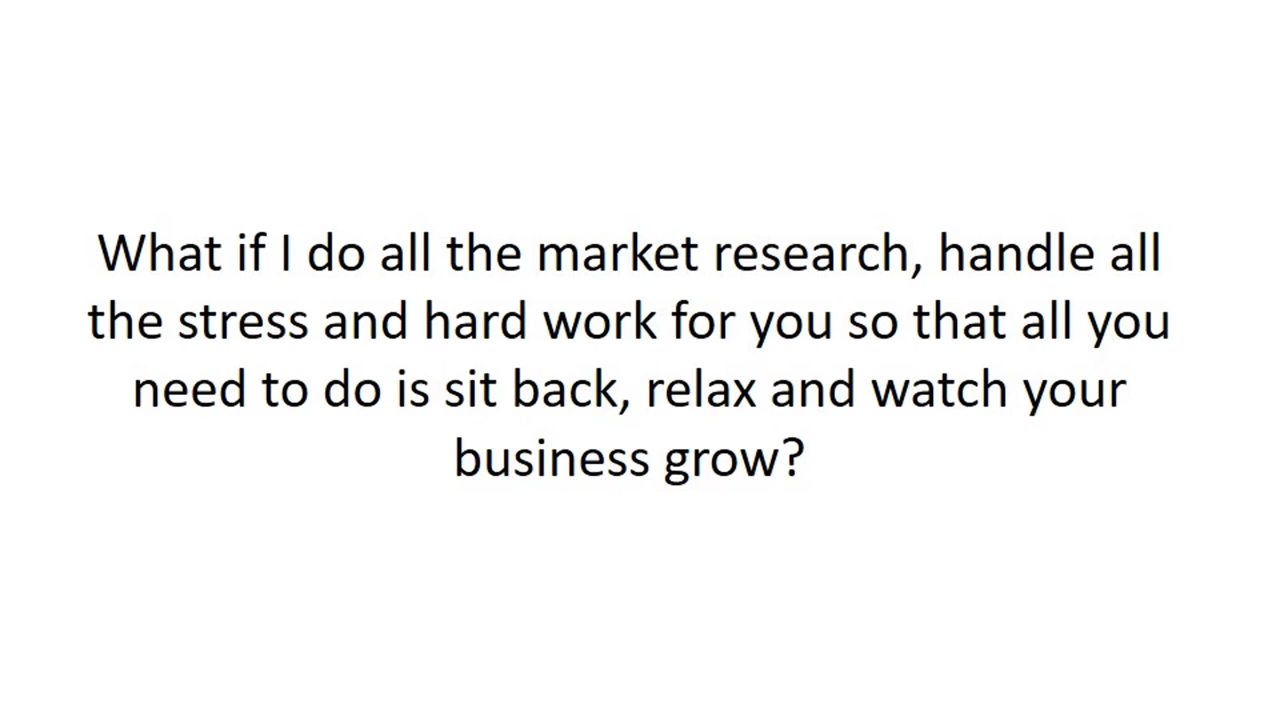 What if I do all the market research, handle all
the stress and hard work for you so that all you
need to do is sit back, relax and watch your
business grow?